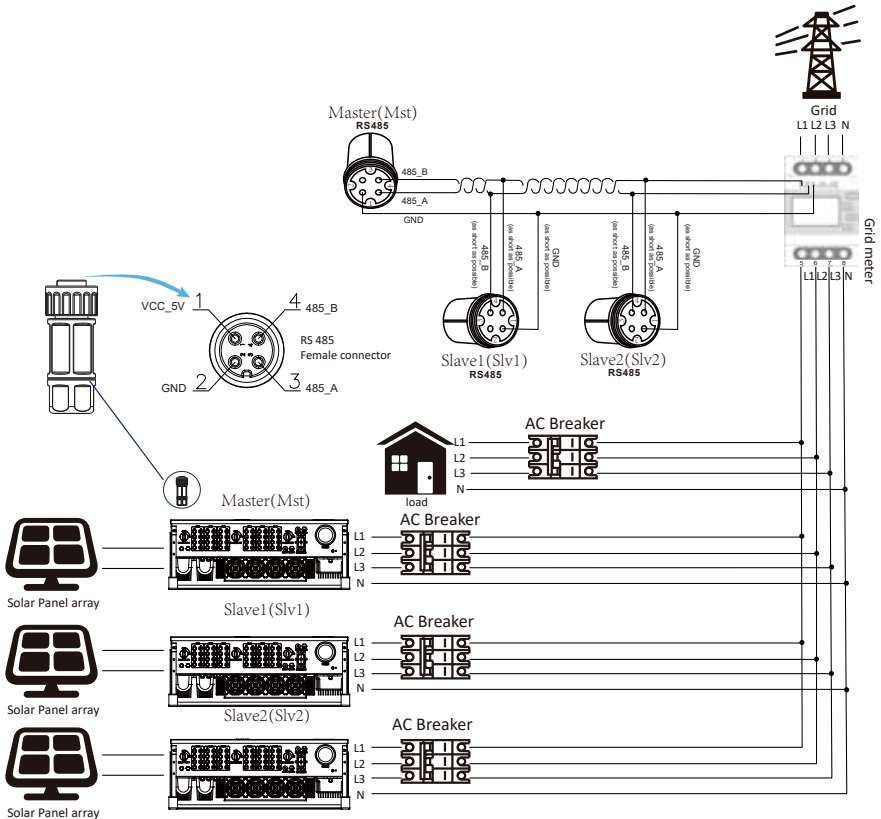 Grid
L1 L2 L3 N
Master(Mst)
RS485
485_B
485_A
GND
Grid meter
5 6 7 8
L1 L2 L3 N
485_B
(as short as possible)
485_A
(as short as possible)
GND
(as short as possible)
485_B
(as short as possible)
485_A
(as short as possible)
GND
(as short as possible)
Slave1(Slv1)
RS485
Slave2(Slv2)
RS485
VCC_5V 1
4 485_B
RS 485
Female connector
GND 2
3 485_A
AC Breaker
L1
L2
L3
N
load
Master(Mst)
AC Breaker
L1
L2
L3
N
Solar Panel array
Slave1(Slv1)
AC Breaker
L1
L2
L3
N
Solar Panel array
Slave2(Slv2)
AC Breaker
L1
L2
L3
N
Solar Panel array